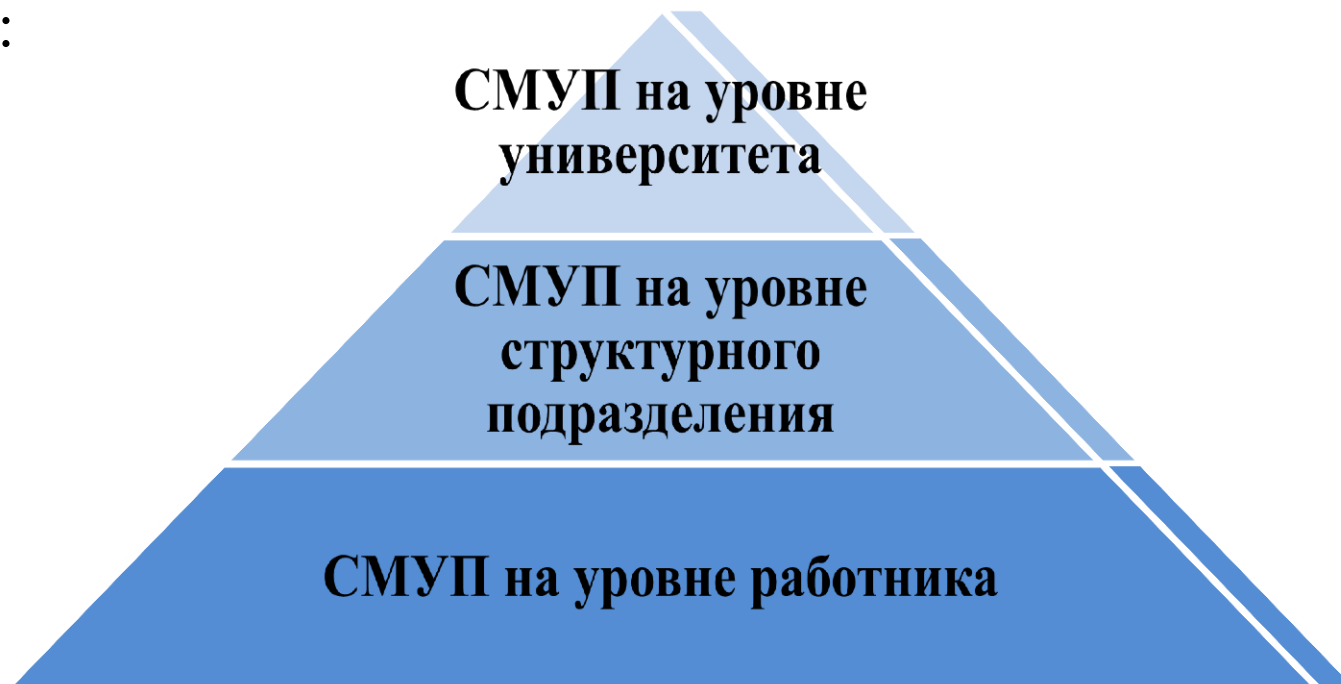 :
СМУП на уровне
университета
СМУП на уровне
структурного
подразделения
СМУП на уровне работника